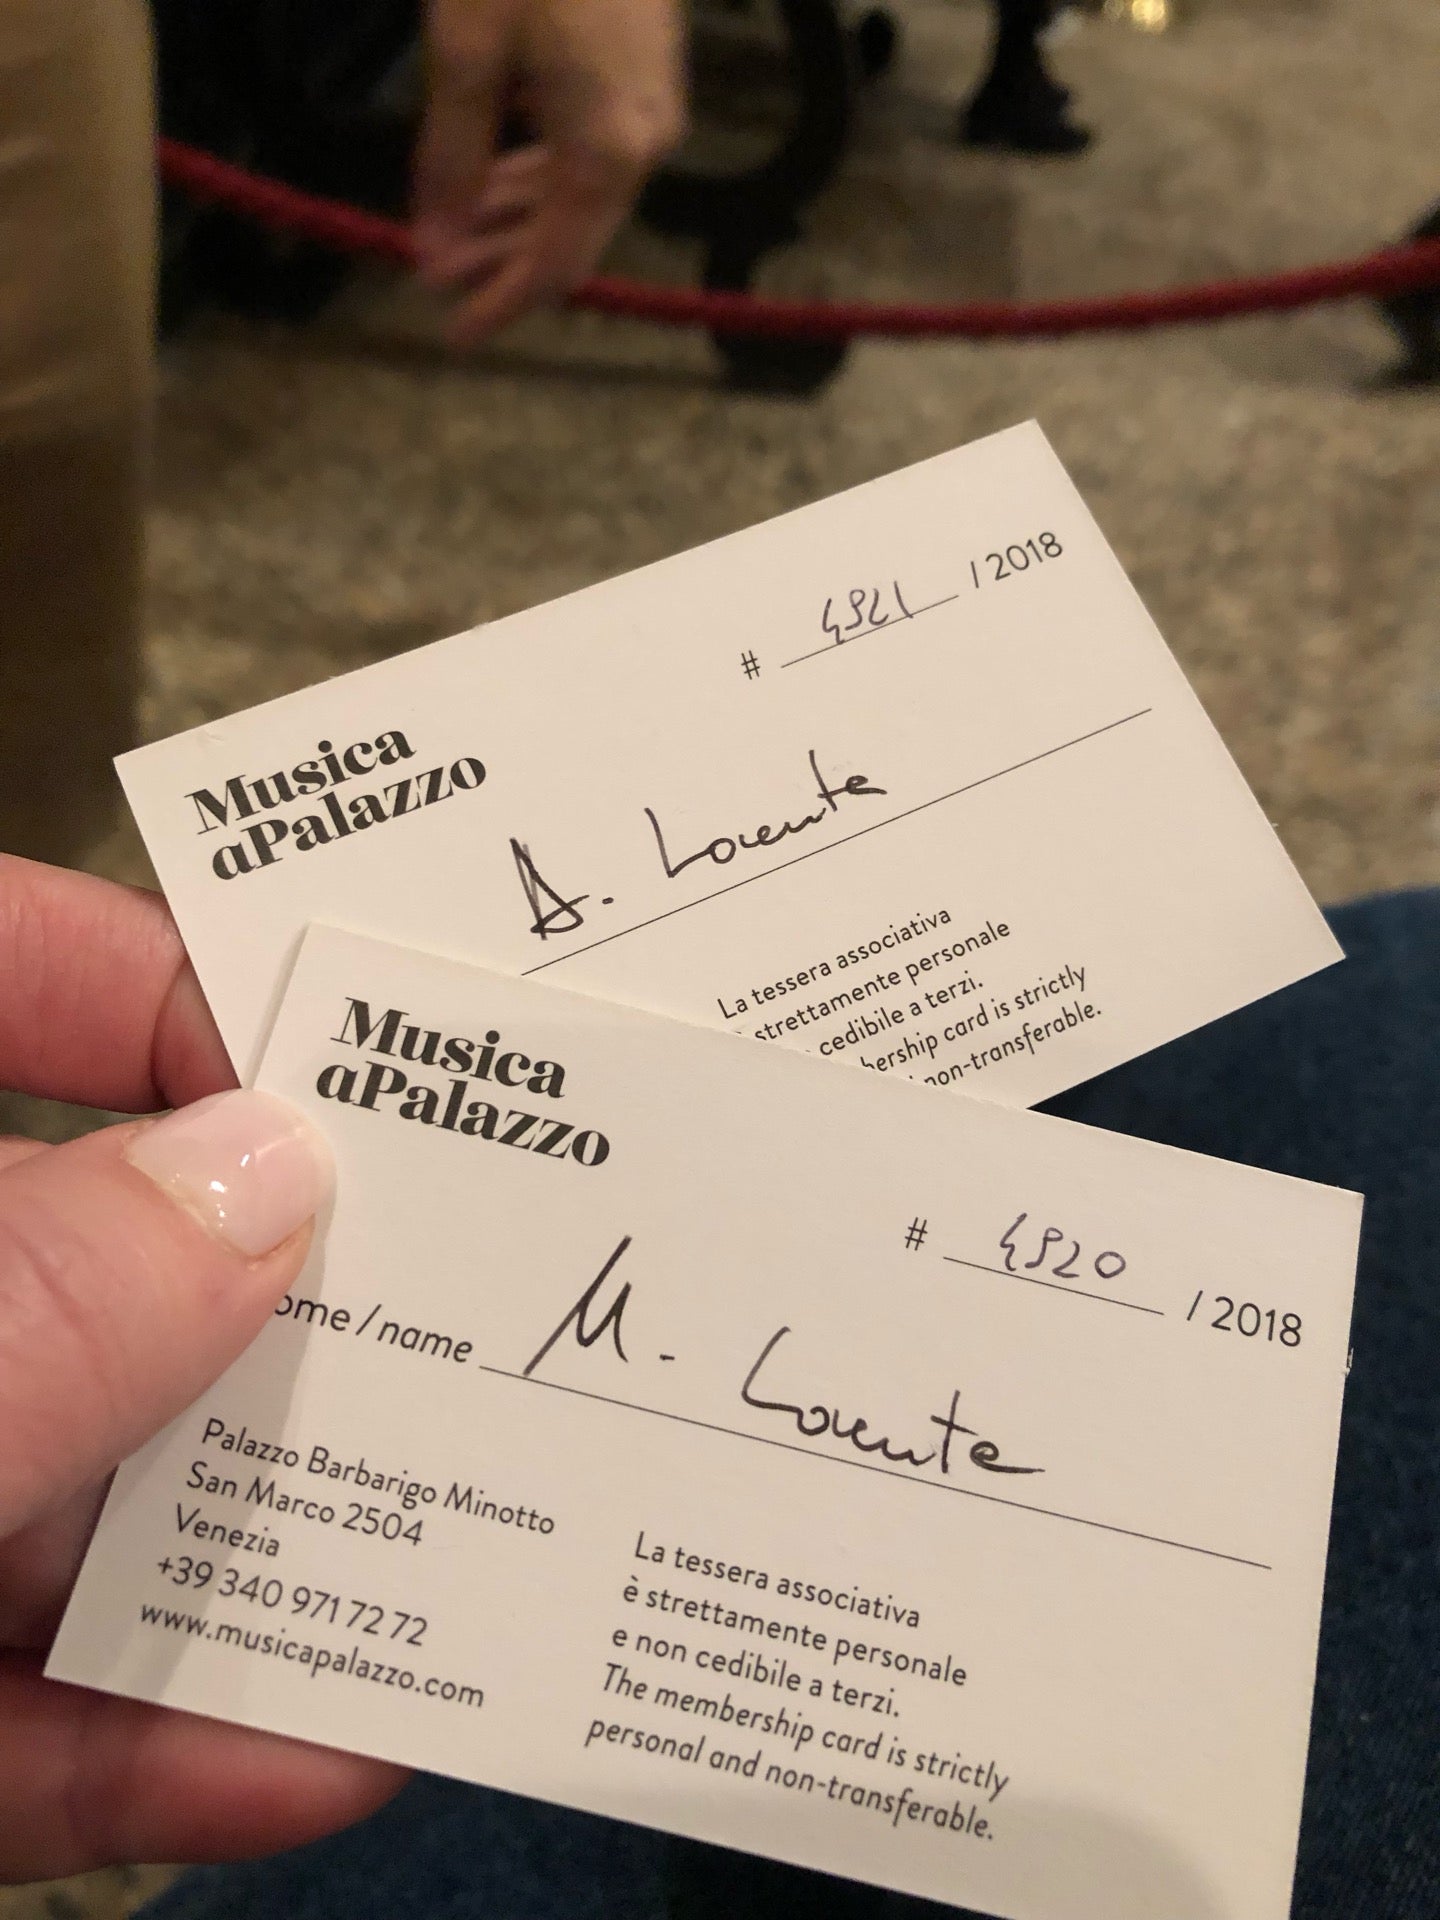 # 4921 / 2018
Musica
aPalazzo
A. Lorente
La tessera associativa
strettamente personale
cedibile a terzi.
bership card is strictly
non-transferable.
Musica
aPalazzo
# 4920 / 2018
ome / name M. Lorente
Palazzo Barbarigo Minotto
San Marco 2504
Venezia
+39 340 971 72 72
www.musicapalazzo.com
La tessera associativa
è strettamente personale
e non cedibile a terzi.
The membership card is strictly
personal and non-transferable.